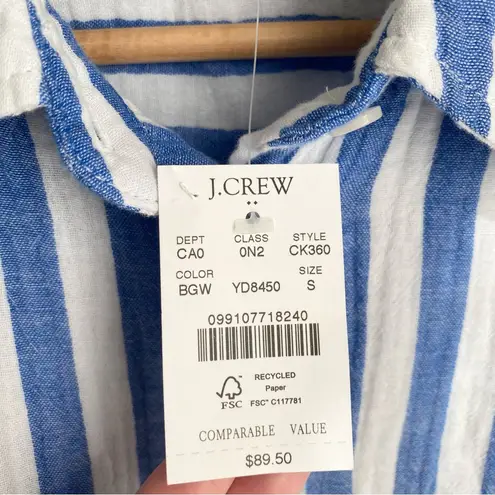 J.CREW
DEPT CLASS STYLE
CA0 0N2 CK360
COLOR SIZE
BGW YD8450 S
099107718240
RECYCLED
Paper
FSC FSC™ C117781
COMPARABLE VALUE
$89.50